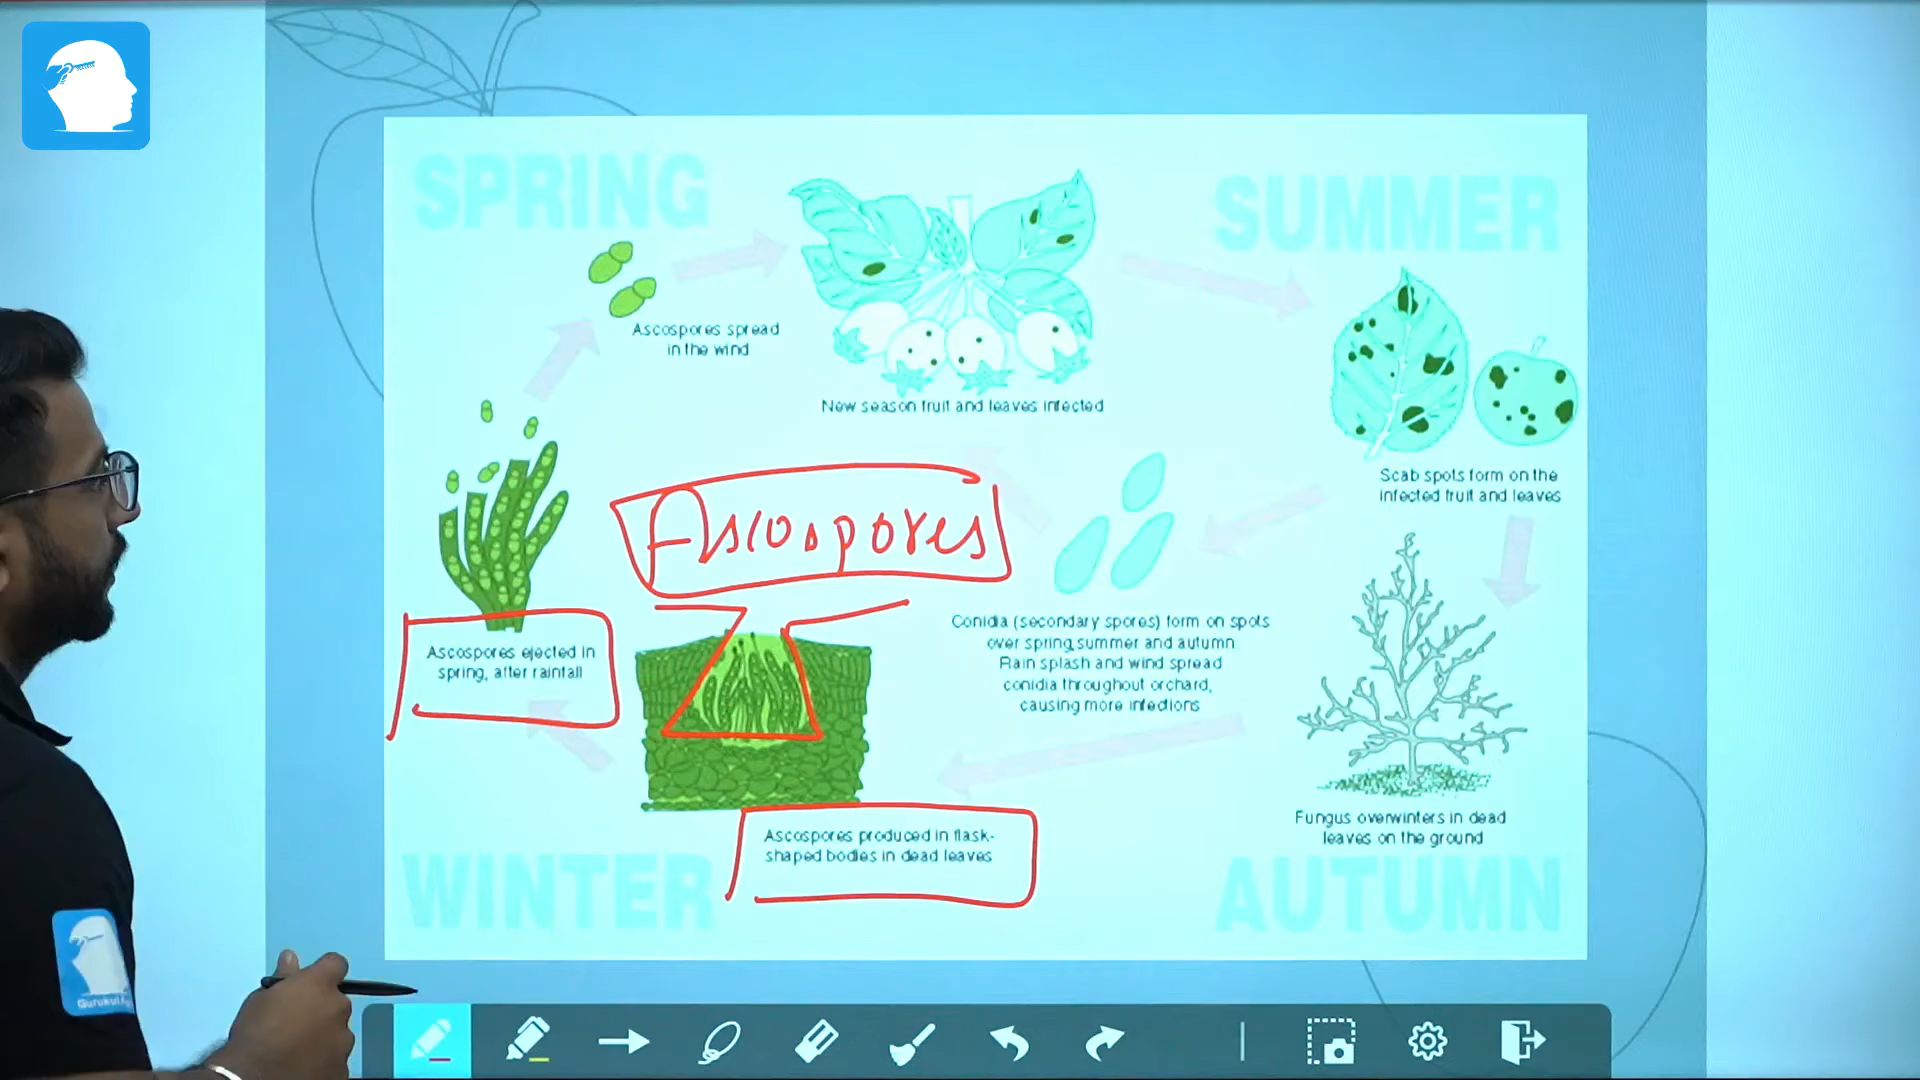 SPRING
SUMMER
Ascospores spread
in the wind
New season fruit and leaves infected
Scab spots form on the
infected fruit and leaves
Ascospores
Ascospores ejected in
spring, after rainfall
Conidia (secondary spores) form on spots
over spring, summer and autumn
Rain splash and wind spread
conidia throughout orchard,
causing more infections
Ascospores produced in flask-
shaped bodies in dead leaves
Fungus overwinters in dead
leaves on the ground
WINTER
AUTUMN